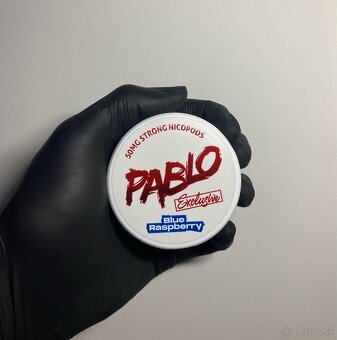 50MG STRONG NICOPODS
PABLO
Exclusive
Blue
Raspberry